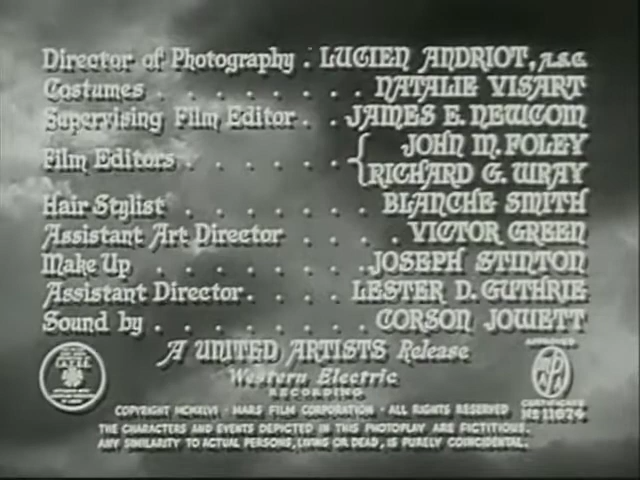 Director of Photography . LUCIEN ANDRIOT, A.S.C.
Costumes . . . . . . . . NATALIE VISART
Supervising Film Editor . . JAMES E. NEWCOM
Film Editors . . . . . . { JOHN M. FOLEY
RICHARD G. WRAY
Hair Stylist . . . . . . . BLANCHE SMITH
Assistant Art Director . . . . VICTOR GREEN
Make Up . . . . . . . . JOSEPH STINTON
Assistant Director . . . . LESTER D. GUTHRIE
Sound by . . . . . . . . CORSON JOWETT
A UNITED ARTISTS Release
Western Electric
RECORDING
APPROVED
CERTIFICATE
No 11074
COPYRIGHT MCMXLVI · MARS FILM CORPORATION · ALL RIGHTS RESERVED
THE CHARACTERS AND EVENTS DEPICTED IN THIS PHOTOPLAY ARE FICTITIOUS.
ANY SIMILARITY TO ACTUAL PERSONS, LIVING OR DEAD, IS PURELY COINCIDENTAL.